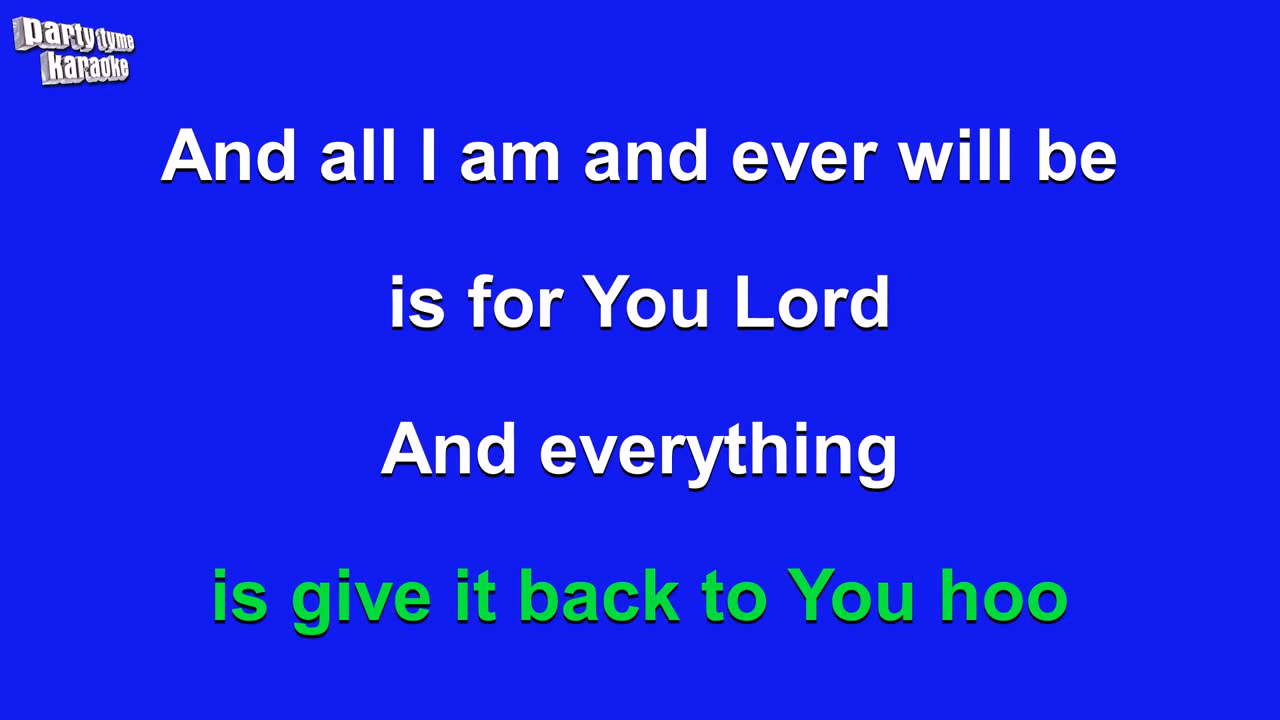 party tyme
karaoke
And all I am and ever will be
is for You Lord
And everything
is give it back to You hoo